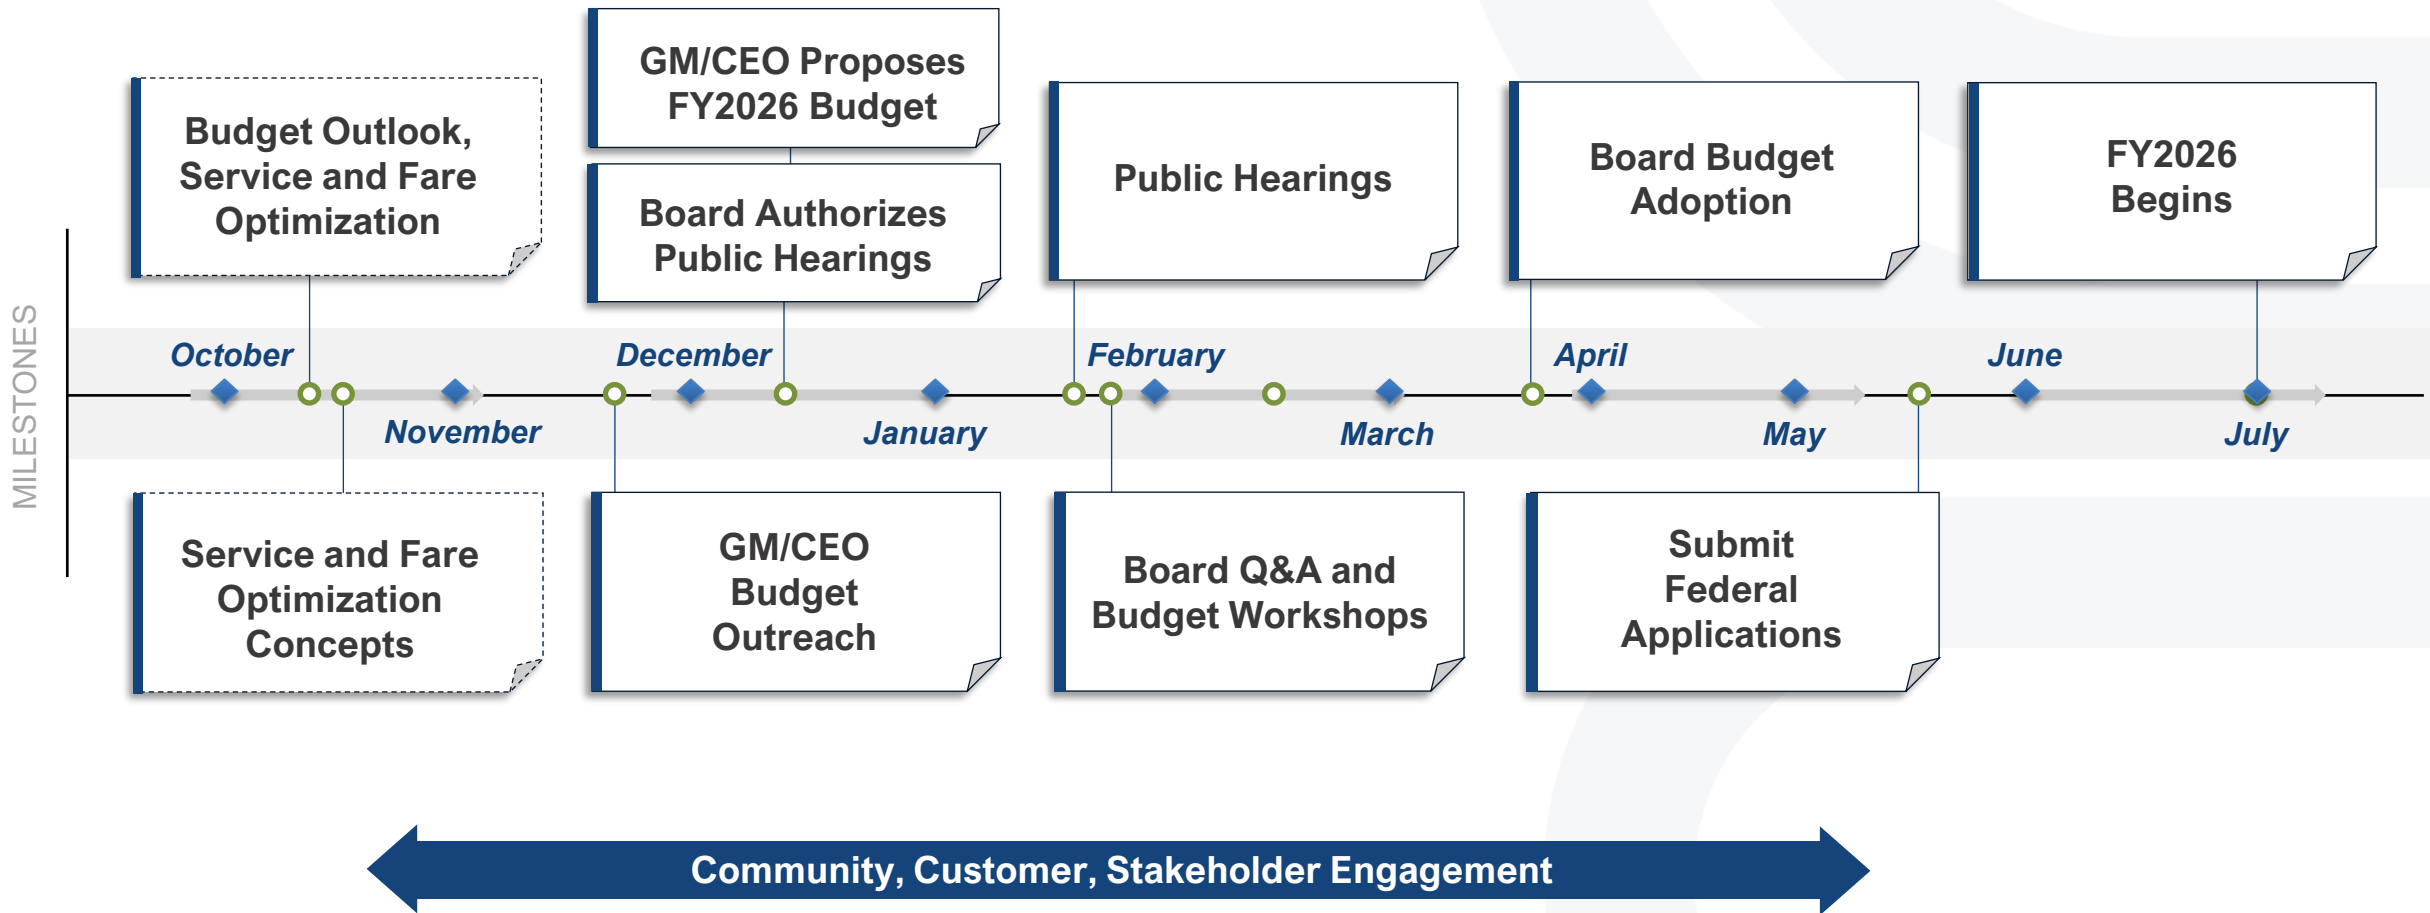 GM/CEO Proposes
FY2026 Budget
Budget Outlook,
Service and Fare
Optimization
Board Authorizes
Public Hearings
Public Hearings
Board Budget
Adoption
FY2026
Begins
MILESTONES
October
December
February
April
June
November
January
March
May
July
Service and Fare
Optimization
Concepts
GM/CEO
Budget
Outreach
Board Q&A and
Budget Workshops
Submit
Federal
Applications
Community, Customer, Stakeholder Engagement